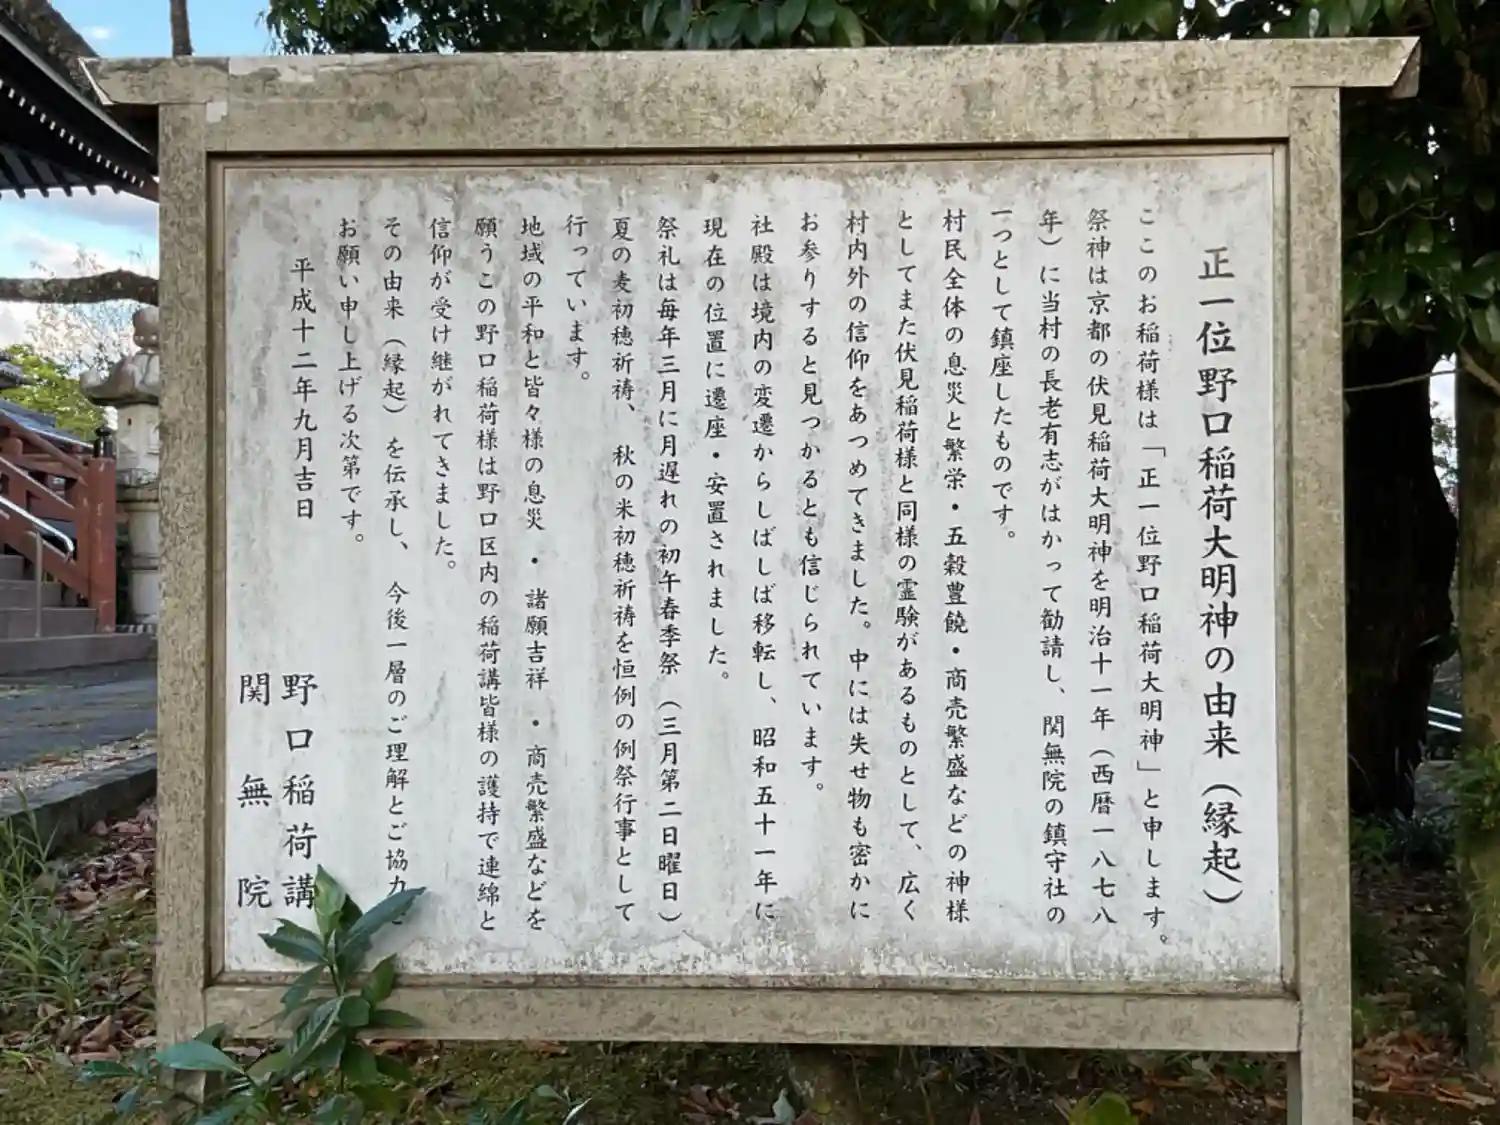 正一位野口稲荷大明神の由来（縁起）
ここのお稲荷様は「正一位野口稲荷大明神」と申します。
祭神は京都の伏見稲荷大明神を明治十一年（西暦一八七八
年）に当村の長老有志がはかって勧請し、関無院の鎮守社の
一つとして鎮座したものです。
村民全体の息災と繁栄・五穀豊饒・商売繁盛などの神様
としてまた伏見稲荷様と同様の霊験があるものとして、広く
村内外の信仰をあつめてきました。中には失せ物も密かに
お参りすると見つかるとも信じられています。
社殿は境内の変遷からしばしば移転し、昭和五十一年に
現在の位置に遷座・安置されました。
祭礼は毎年三月に月遅れの初午春季祭（三月第二日曜日）
夏の麦初穂祈祷、秋の米初穂祈祷を恒例の例祭行事として
行っています。
地域の平和と皆々様の息災・諸願吉祥・商売繁盛などを
願うこの野口稲荷様は野口区内の稲荷講皆様の護持で連綿と
信仰が受け継がれてきました。
その由来（縁起）を伝承し、今後一層のご理解とご協力
お願い申し上げる次第です。
平成十二年九月吉日
野口稲荷講
関無院